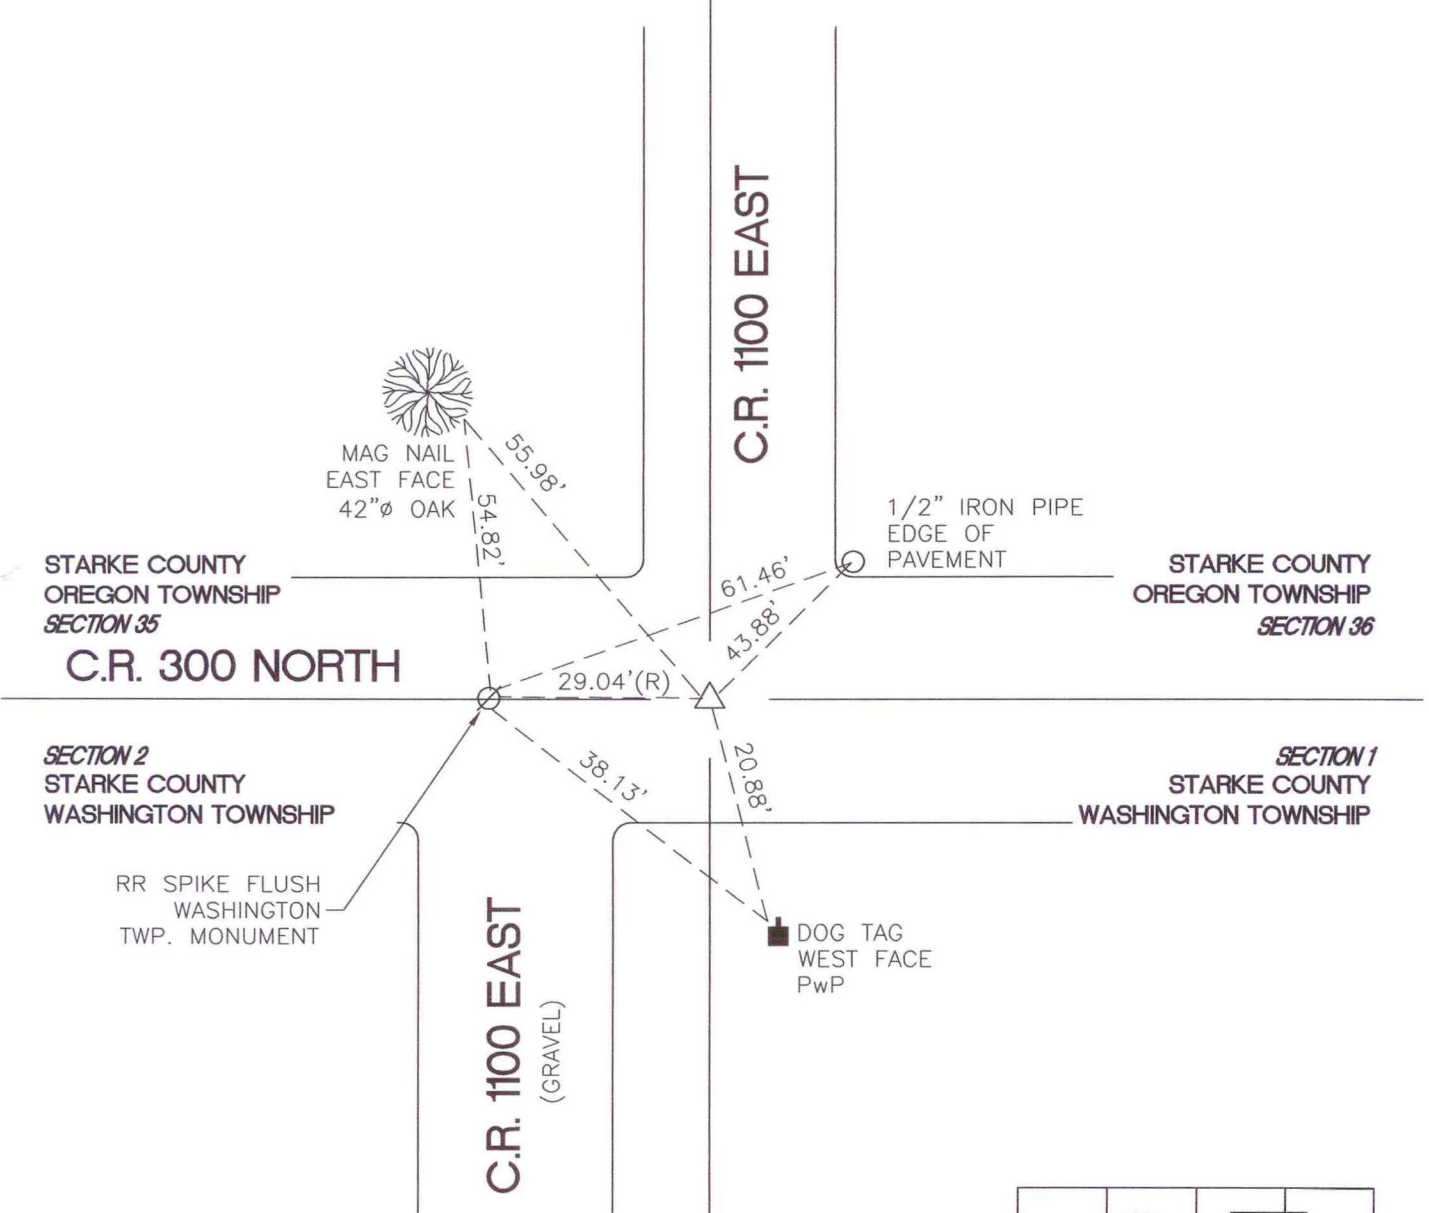 C.R. 1100 EAST
55.98'
MAG NAIL
EAST FACE
42"ø OAK
54.82'
1/2" IRON PIPE
EDGE OF
PAVEMENT
STARKE COUNTY
OREGON TOWNSHIP
SECTION 35
C.R. 300 NORTH
61.46'
43.88'
STARKE COUNTY
OREGON TOWNSHIP
SECTION 36
29.04'(R)
SECTION 2
STARKE COUNTY
WASHINGTON TOWNSHIP
38.13'
20.88'
SECTION 1
STARKE COUNTY
WASHINGTON TOWNSHIP
RR SPIKE FLUSH
WASHINGTON
TWP. MONUMENT
DOG TAG
WEST FACE
PwP
C.R. 1100 EAST
(GRAVEL)